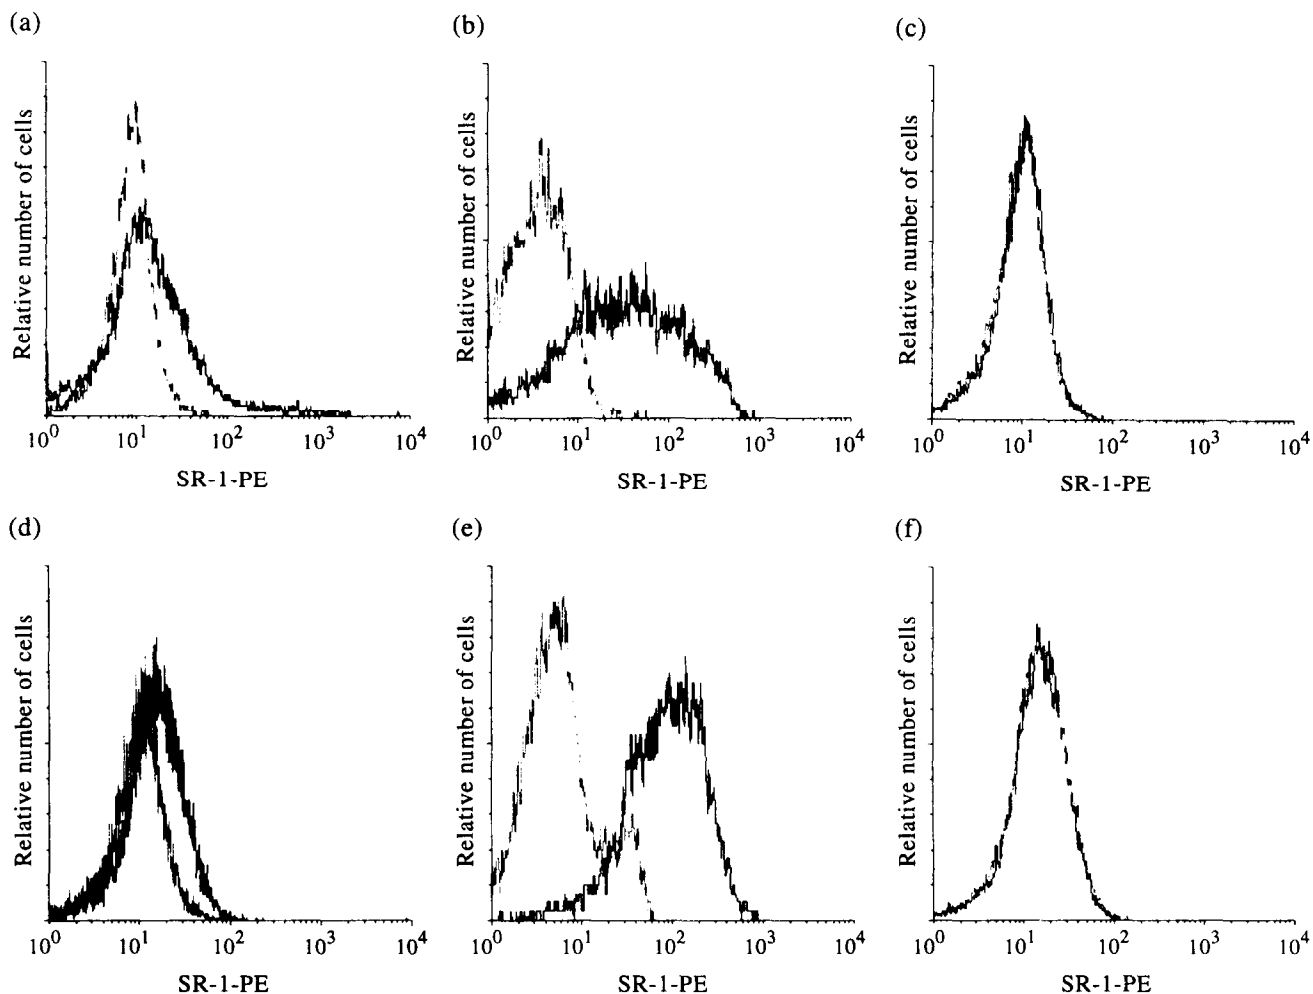 (a)
Relative number of cells
10^0 10^1 10^2 10^3 10^4
SR-1-PE
(b)
Relative number of cells
10^0 10^1 10^2 10^3 10^4
SR-1-PE
(c)
Relative number of cells
10^0 10^1 10^2 10^3 10^4
SR-1-PE
(d)
Relative number of cells
10^0 10^1 10^2 10^3 10^4
SR-1-PE
(e)
Relative number of cells
10^0 10^1 10^2 10^3 10^4
SR-1-PE
(f)
Relative number of cells
10^0 10^1 10^2 10^3 10^4
SR-1-PE